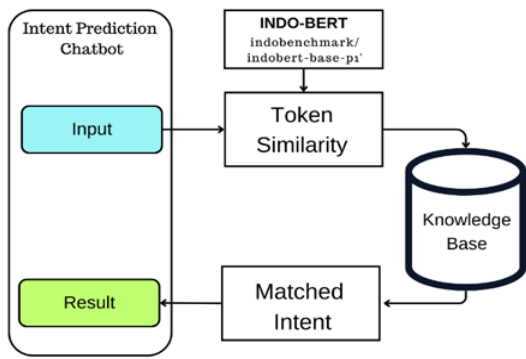 Intent Prediction
Chatbot
INDO-BERT
indobenchmark/
indobert-base-p1'
Input
Token
Similarity
Knowledge
Base
Result
Matched
Intent